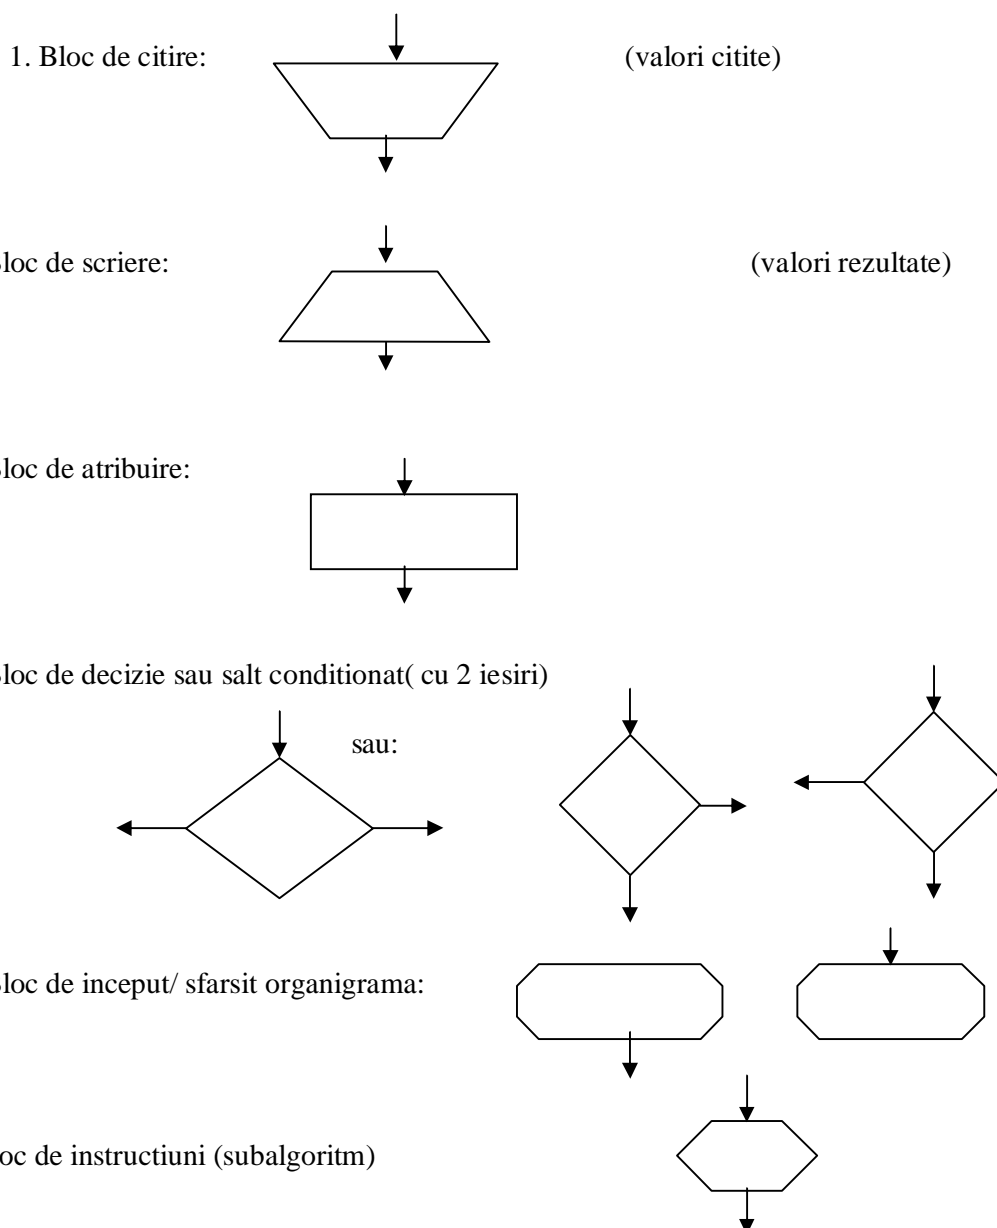 1. Bloc de citire: (valori citite)
loc de scriere: (valori rezultate)
loc de atribuire:
loc de decizie sau salt conditionat( cu 2 iesiri)
sau:
loc de inceput/ sfarsit organigrama:
oc de instructiuni (subalgoritm)